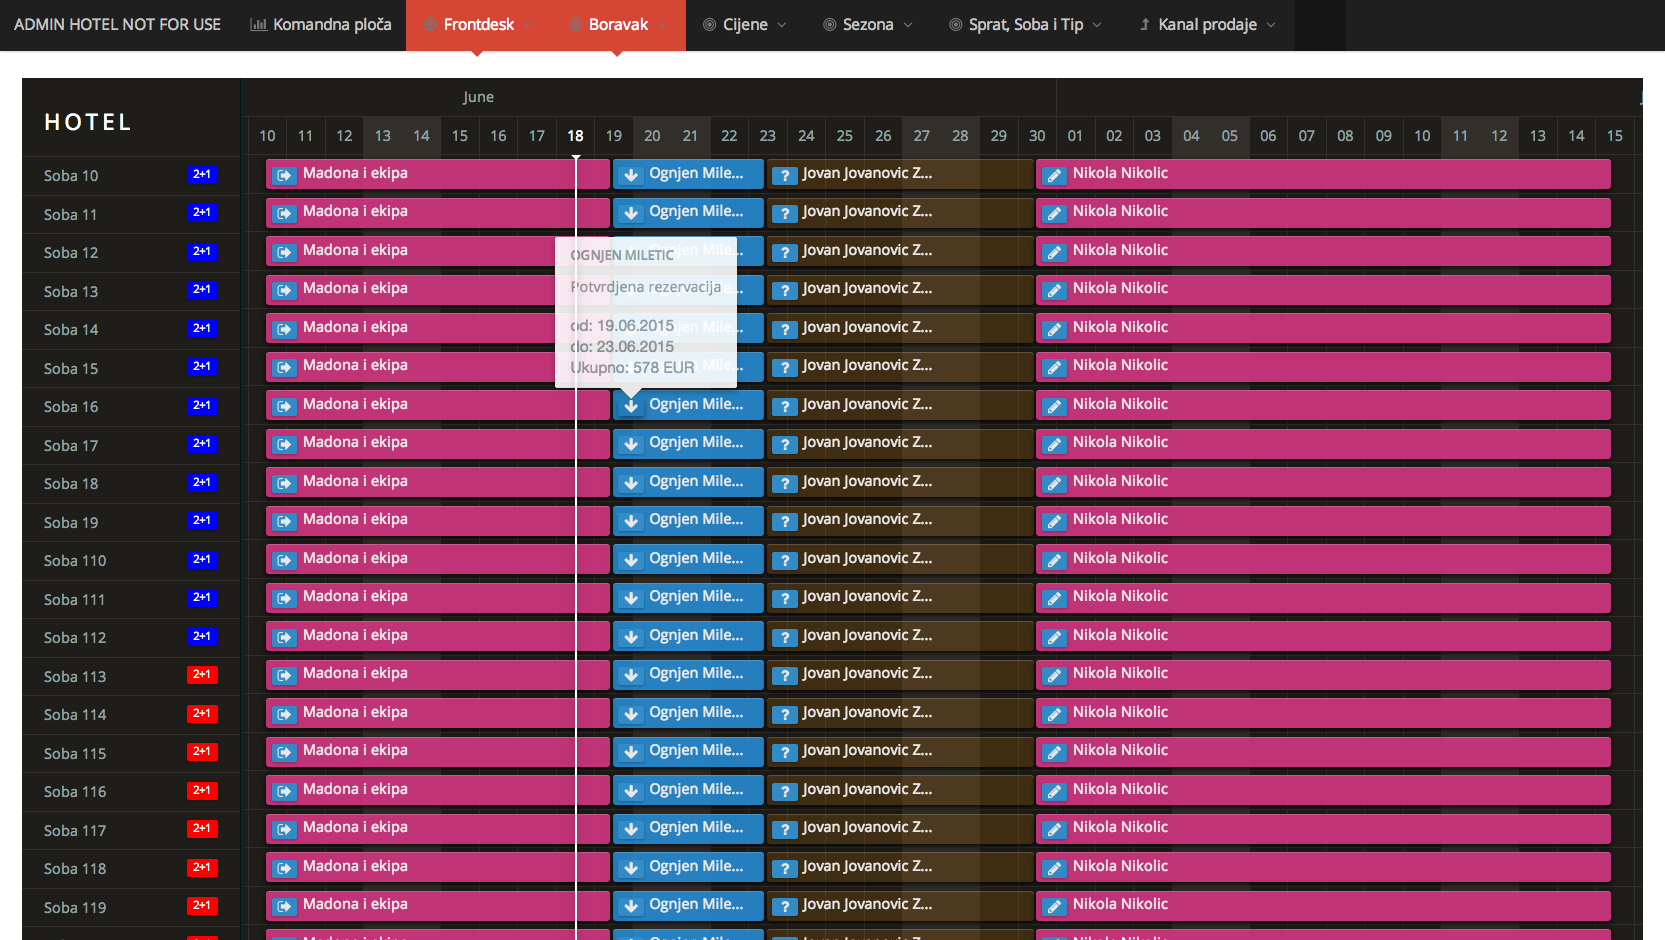 ADMIN HOTEL NOT FOR USE Komandna ploča Frontdesk Boravak Cijene Sezona Sprat, Soba i Tip Kanal prodaje
June
HOTEL
10 11 12 13 14 15 16 17 18 19 20 21 22 23 24 25 26 27 28 29 30 01 02 03 04 05 06 07 08 09 10 11 12 13 14 15
Soba 10 2+1 Madona i ekipa Ognjen Mile... ? Jovan Jovanovic Z... Nikola Nikolic
Soba 11 2+1 Madona i ekipa Ognjen Mile... ? Jovan Jovanovic Z... Nikola Nikolic
Soba 12 2+1 Madona i ekipa ? Jovan Jovanovic Z... Nikola Nikolic
OGNJEN MILETIC
Soba 13 2+1 Madona i ekipa Potvrdjena rezervacija ? Jovan Jovanovic Z... Nikola Nikolic
Soba 14 2+1 Madona i ekipa od: 19.06.2015 ? Jovan Jovanovic Z... Nikola Nikolic
do: 23.06.2015
Soba 15 2+1 Madona i ekipa Ukupno: 578 EUR ? Jovan Jovanovic Z... Nikola Nikolic
Soba 16 2+1 Madona i ekipa Ognjen Mile... ? Jovan Jovanovic Z... Nikola Nikolic
Soba 17 2+1 Madona i ekipa Ognjen Mile... ? Jovan Jovanovic Z... Nikola Nikolic
Soba 18 2+1 Madona i ekipa Ognjen Mile... ? Jovan Jovanovic Z... Nikola Nikolic
Soba 19 2+1 Madona i ekipa Ognjen Mile... ? Jovan Jovanovic Z... Nikola Nikolic
Soba 110 2+1 Madona i ekipa Ognjen Mile... ? Jovan Jovanovic Z... Nikola Nikolic
Soba 111 2+1 Madona i ekipa Ognjen Mile... ? Jovan Jovanovic Z... Nikola Nikolic
Soba 112 2+1 Madona i ekipa Ognjen Mile... ? Jovan Jovanovic Z... Nikola Nikolic
Soba 113 2+1 Madona i ekipa Ognjen Mile... ? Jovan Jovanovic Z... Nikola Nikolic
Soba 114 2+1 Madona i ekipa Ognjen Mile... ? Jovan Jovanovic Z... Nikola Nikolic
Soba 115 2+1 Madona i ekipa Ognjen Mile... ? Jovan Jovanovic Z... Nikola Nikolic
Soba 116 2+1 Madona i ekipa Ognjen Mile... ? Jovan Jovanovic Z... Nikola Nikolic
Soba 117 2+1 Madona i ekipa Ognjen Mile... ? Jovan Jovanovic Z... Nikola Nikolic
Soba 118 2+1 Madona i ekipa Ognjen Mile... ? Jovan Jovanovic Z... Nikola Nikolic
Soba 119 2+1 Madona i ekipa Ognjen Mile... ? Jovan Jovanovic Z... Nikola Nikolic